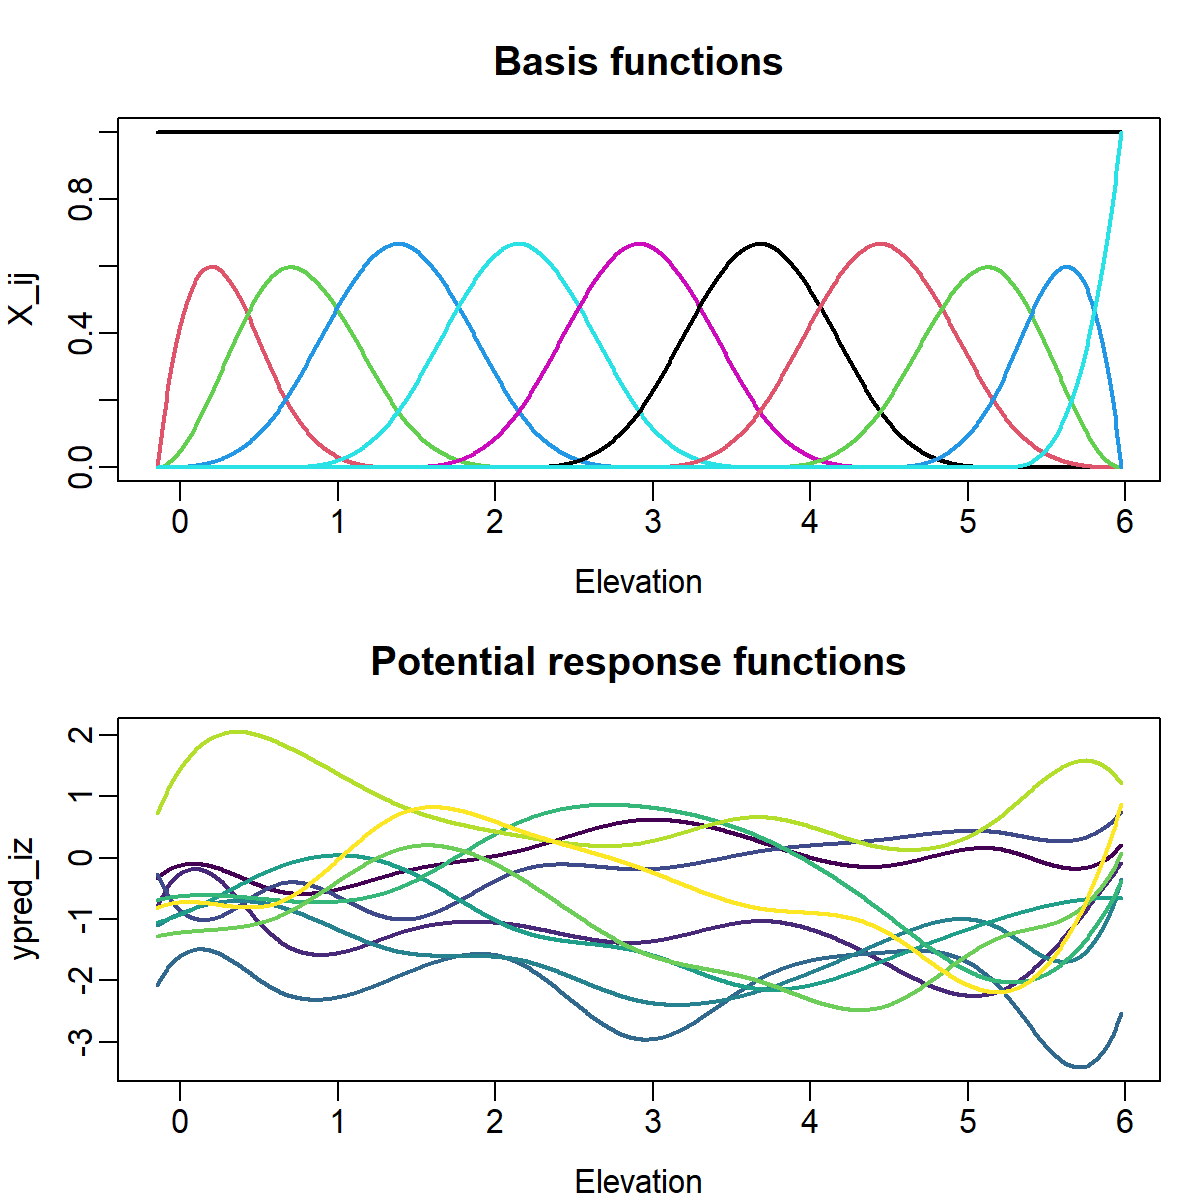 Basis functions
X_ij
0.0 0.4 0.8
0 1 2 3 4 5 6
Elevation
Potential response functions
ypred_iz
-3 -2 -1 0 1 2
0 1 2 3 4 5 6
Elevation